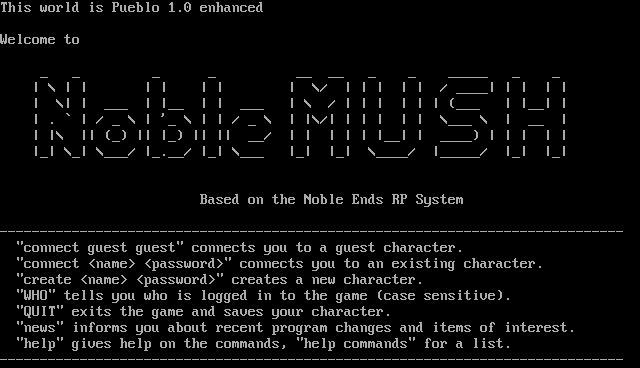 This world is Pueblo 1.0 enhanced
Welcome to
NobleMUSH
Based on the Noble Ends RP System
"connect guest guest" connects you to a guest character.
"connect <name> <password>" connects you to an existing character.
"create <name> <password>" creates a new character.
"WHO" tells you who is logged in to the game (case sensitive).
"QUIT" exits the game and saves your character.
"news" informs you about recent program changes and items of interest.
"help" gives help on the commands, "help commands" for a list.